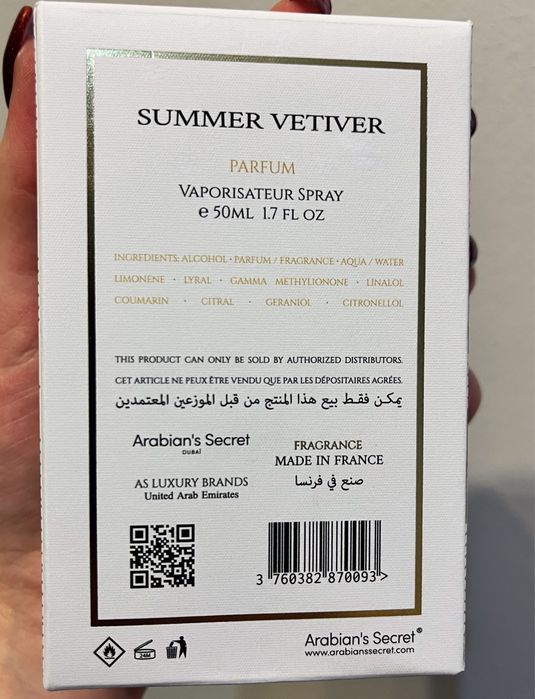 SUMMER VETIVER
PARFUM
VAPORISATEUR SPRAY
e 50ML 1.7 FL OZ
INGREDIENTS: ALCOHOL · PARFUM / FRAGRANCE · AQUA / WATER
LIMONENE · LYRAL · GAMMA METHYLIONONE · LINALOL
COUMARIN · CITRAL · GERANIOL · CITRONELLOL
THIS PRODUCT CAN ONLY BE SOLD BY AUTHORIZED DISTRIBUTORS.
CET ARTICLE NE PEUX ÊTRE VENDU QUE PAR LES DÉPOSITAIRES AGRÉES.
يمكن فقط بيع هذا المنتج من قبل الموزعين المعتمدين
Arabian's Secret
DUBAÏ
AS LUXURY BRANDS
United Arab Emirates
FRAGRANCE
MADE IN FRANCE
صنع في فرنسا
3 760382 870093 >
24M
Arabian's Secret®
www.arabianssecret.com